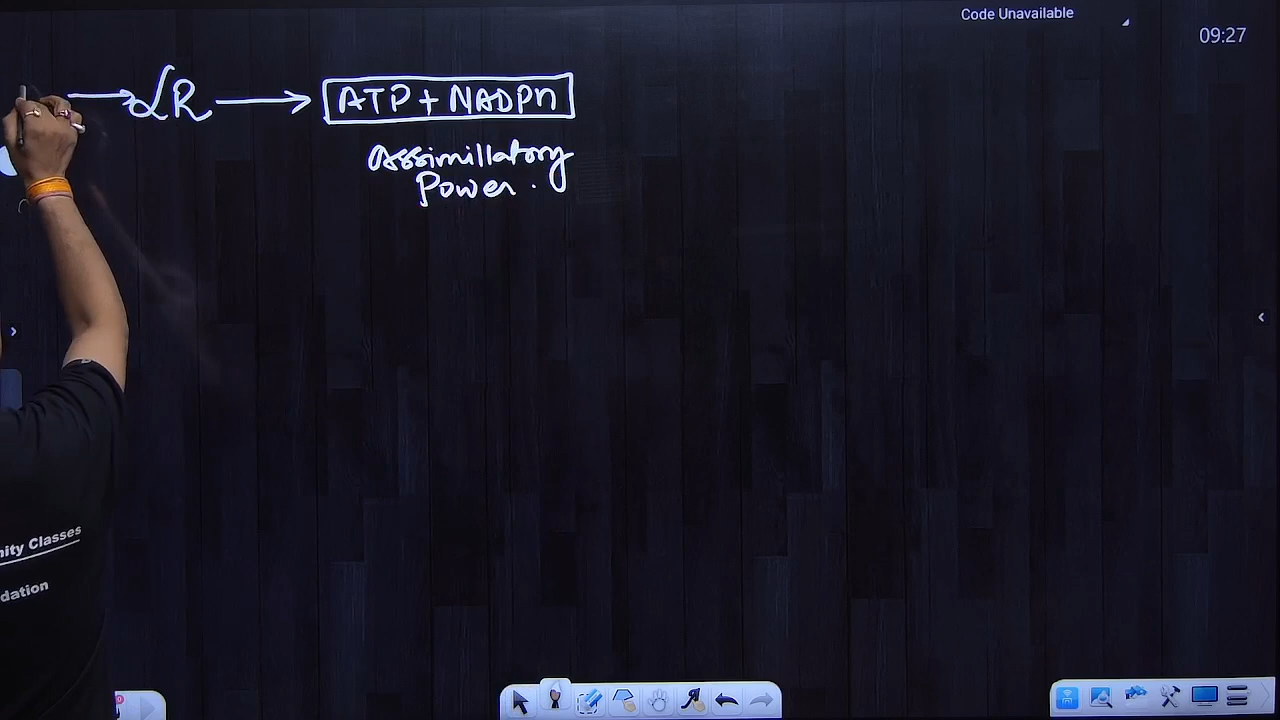 Code Unavailable
09:27
→ LR → ATP + NADPH
Assimillatory
Power.
nity Classes
dation